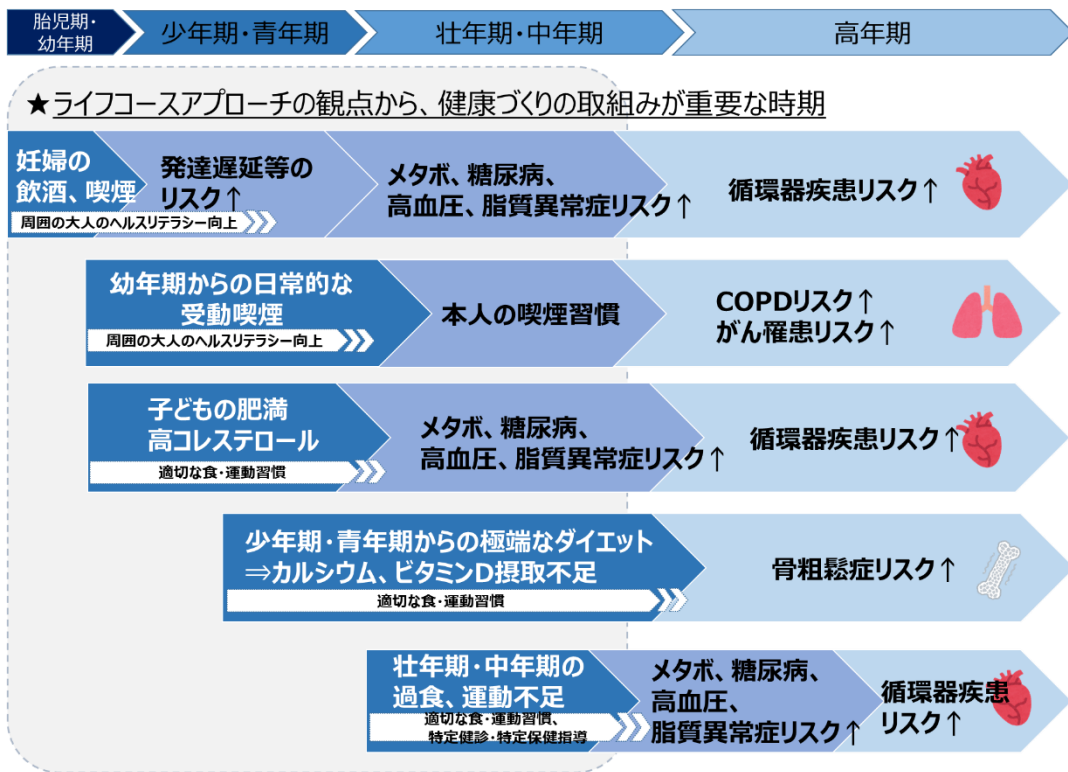 胎児期・
幼年期
少年期・青年期
壮年期・中年期
高年期
★ライフコースアプローチの観点から、健康づくりの取組みが重要な時期
妊婦の
飲酒、喫煙
周囲の大人のヘルスリテラシー向上
発達遅延等の
リスク↑
メタボ、糖尿病、
高血圧、脂質異常症リスク↑
循環器疾患リスク↑
幼年期からの日常的な
受動喫煙
周囲の大人のヘルスリテラシー向上
本人の喫煙習慣
COPDリスク↑
がん罹患リスク↑
子どもの肥満
高コレステロール
適切な食・運動習慣
メタボ、糖尿病、
高血圧、脂質異常症リスク↑
循環器疾患リスク↑
少年期・青年期からの極端なダイエット
⇒カルシウム、ビタミンD摂取不足
適切な食・運動習慣
骨粗鬆症リスク↑
壮年期・中年期の
過食、運動不足
適切な食・運動習慣、
特定健診・特定保健指導
メタボ、糖尿病、
高血圧、
脂質異常症リスク↑
循環器疾患
リスク↑